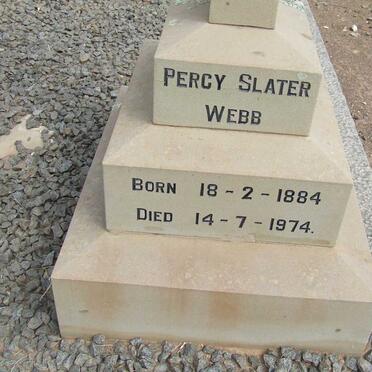 Percy Slater
Webb
Born 18-2-1884
Died 14-7-1974.